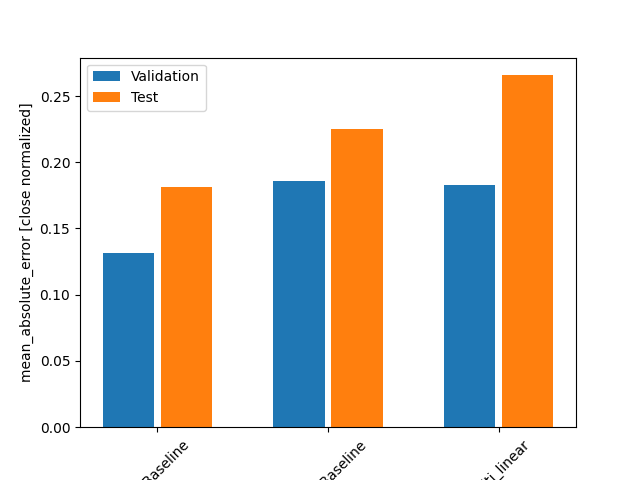 Validation
Test
mean_absolute_error [close normalized]
0.25
0.20
0.15
0.10
0.05
0.00
Baseline
Baseline
linear